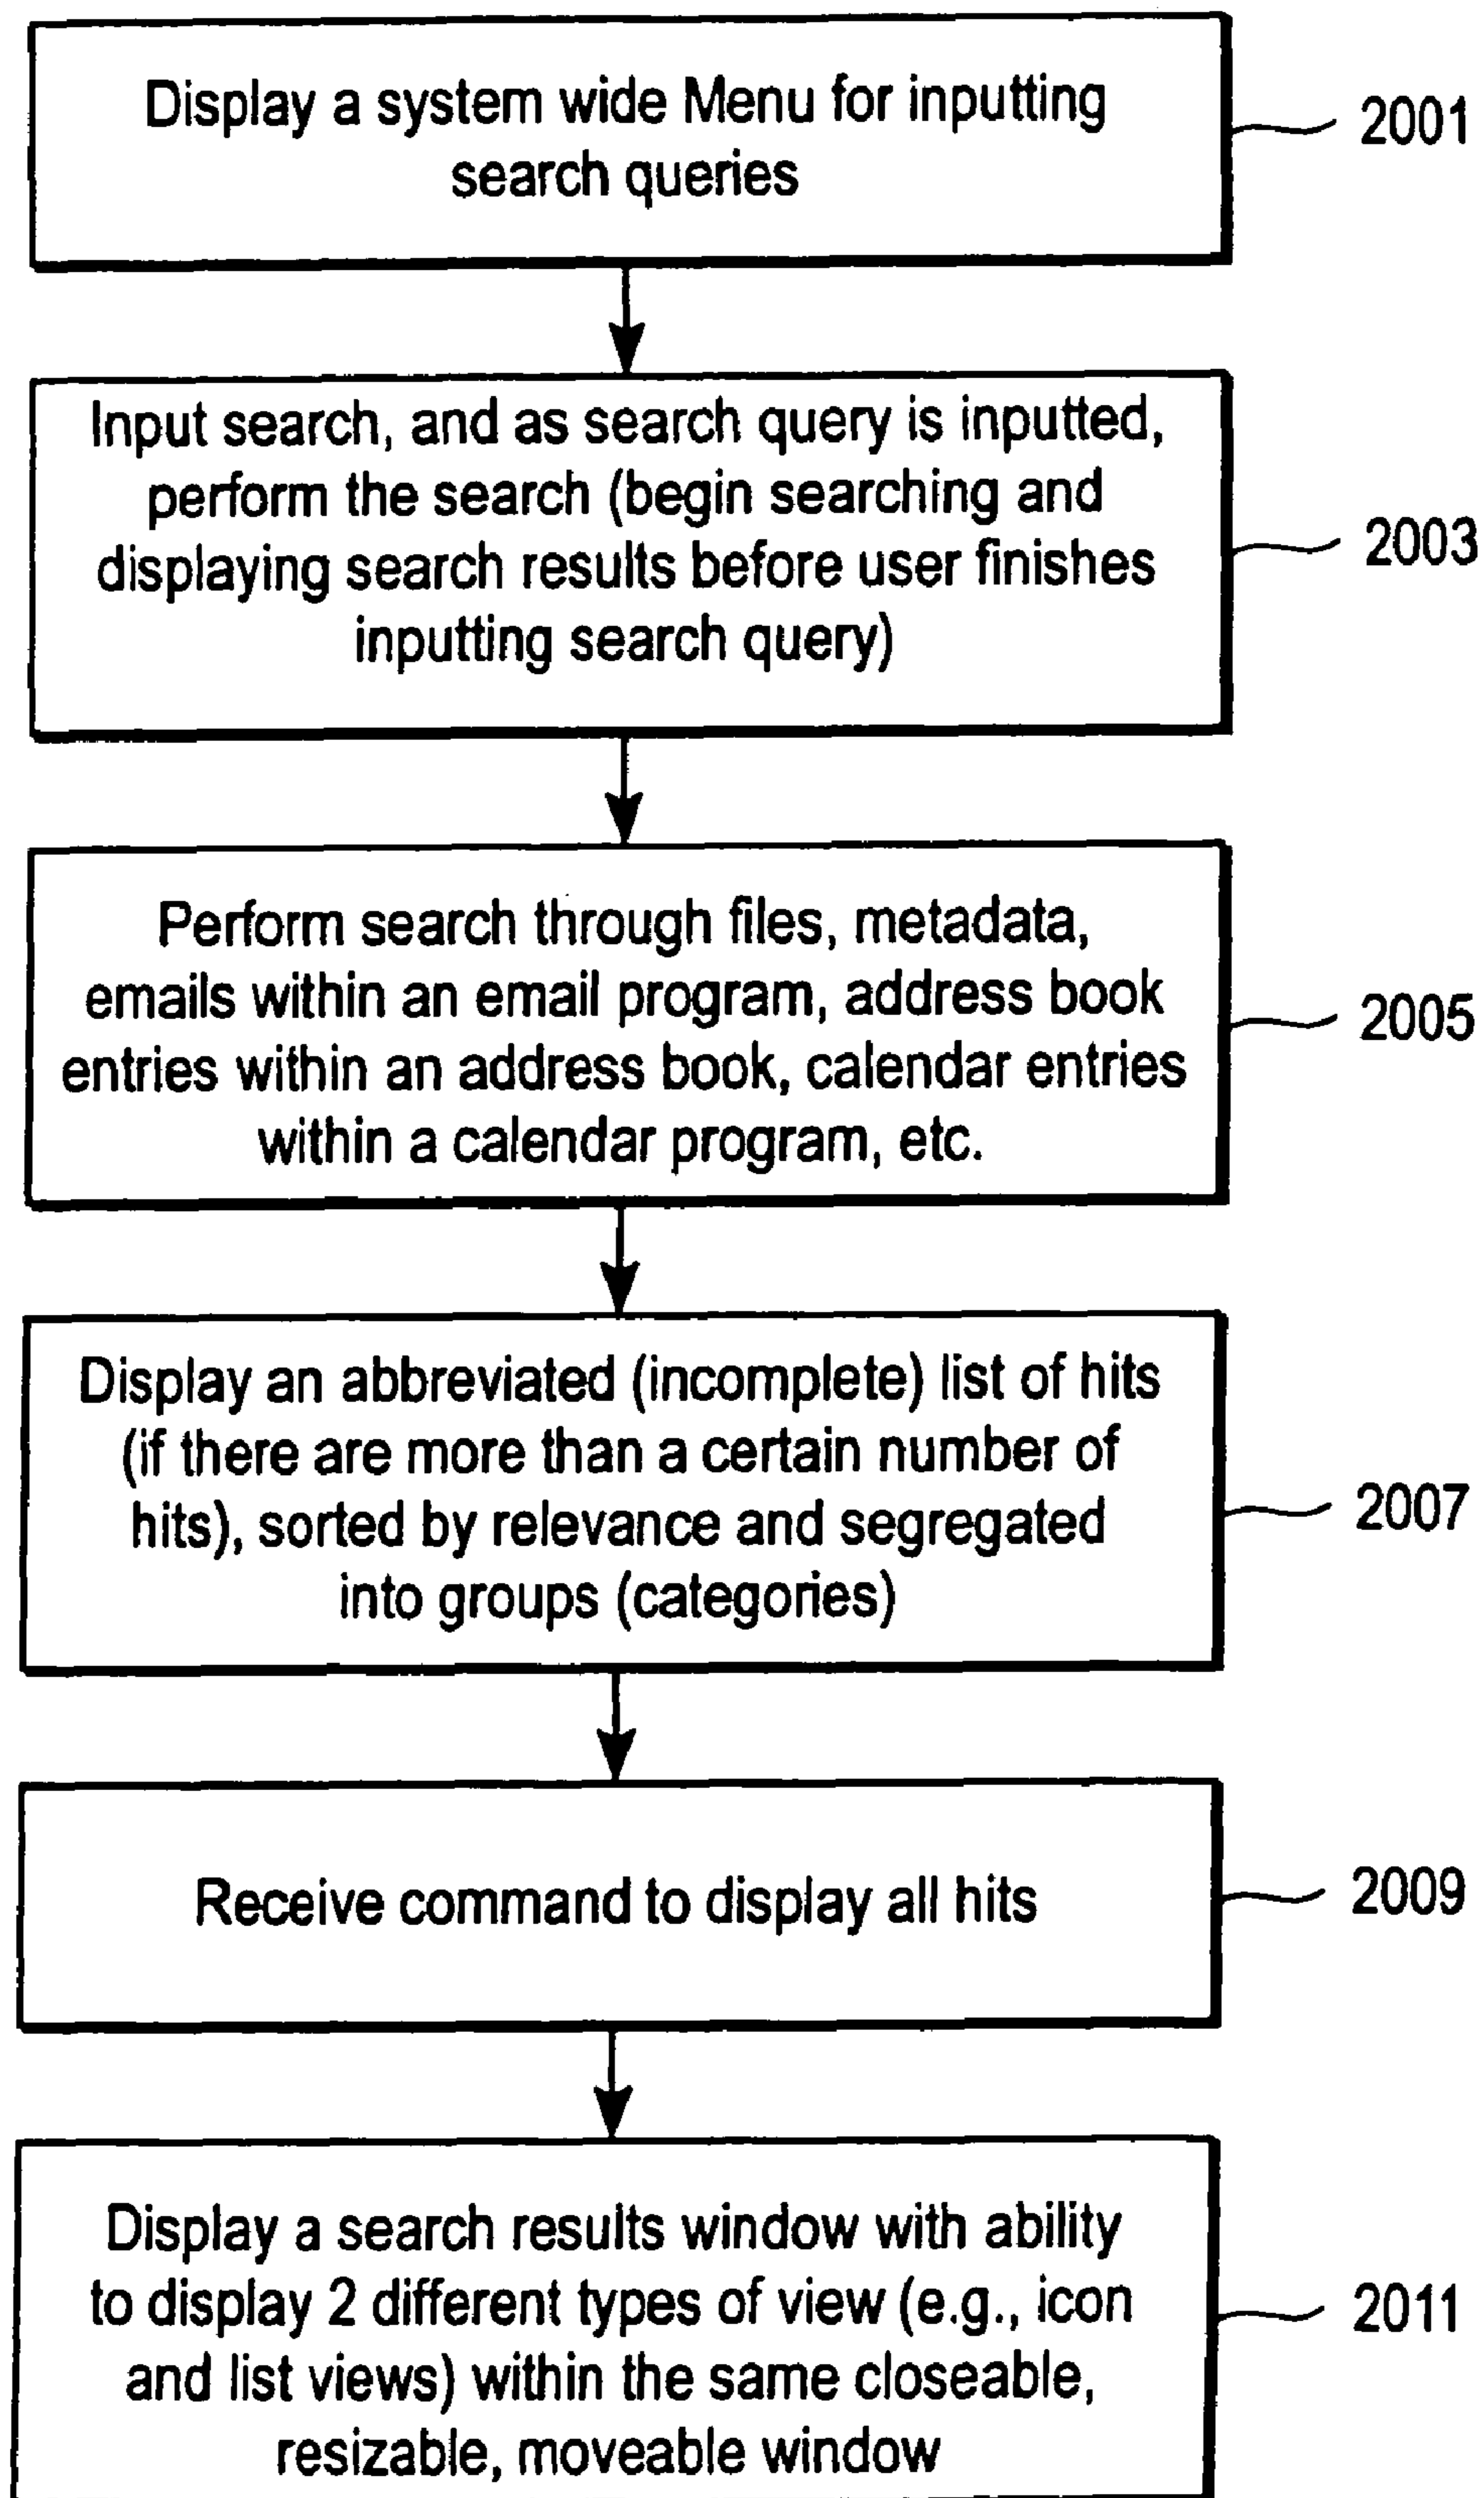 Display a system wide Menu for inputting
search queries
2001
Input search, and as search query is inputted,
perform the search (begin searching and
displaying search results before user finishes
inputting search query)
2003
Perform search through files, metadata,
emails within an email program, address book
entries within an address book, calendar entries
within a calendar program, etc.
2005
Display an abbreviated (incomplete) list of hits
(if there are more than a certain number of
hits), sorted by relevance and segregated
into groups (categories)
2007
Receive command to display all hits
2009
Display a search results window with ability
to display 2 different types of view (e.g., icon
and list views) within the same closeable,
resizable, moveable window
2011